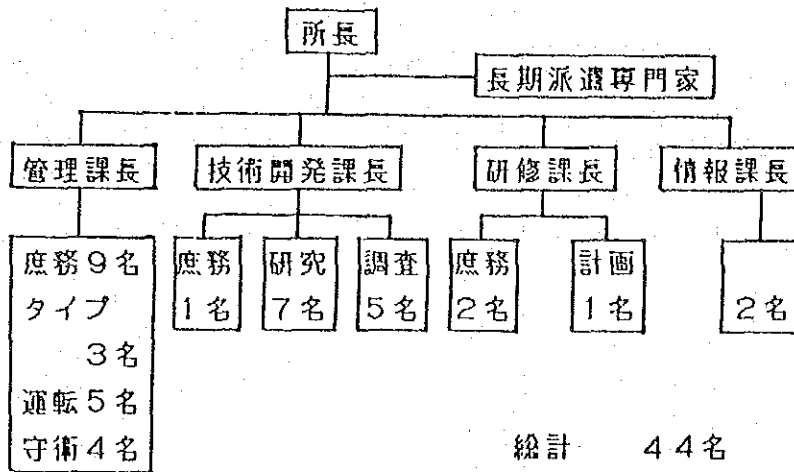 所長
長期派遣専門家
管理課長 技術開発課長 研修課長 情報課長
庶務9名 庶務 研究 調査 庶務 計画
タイプ 1名 7名 5名 2名 1名 2名
3名
運転5名
守衛4名 総計 44名